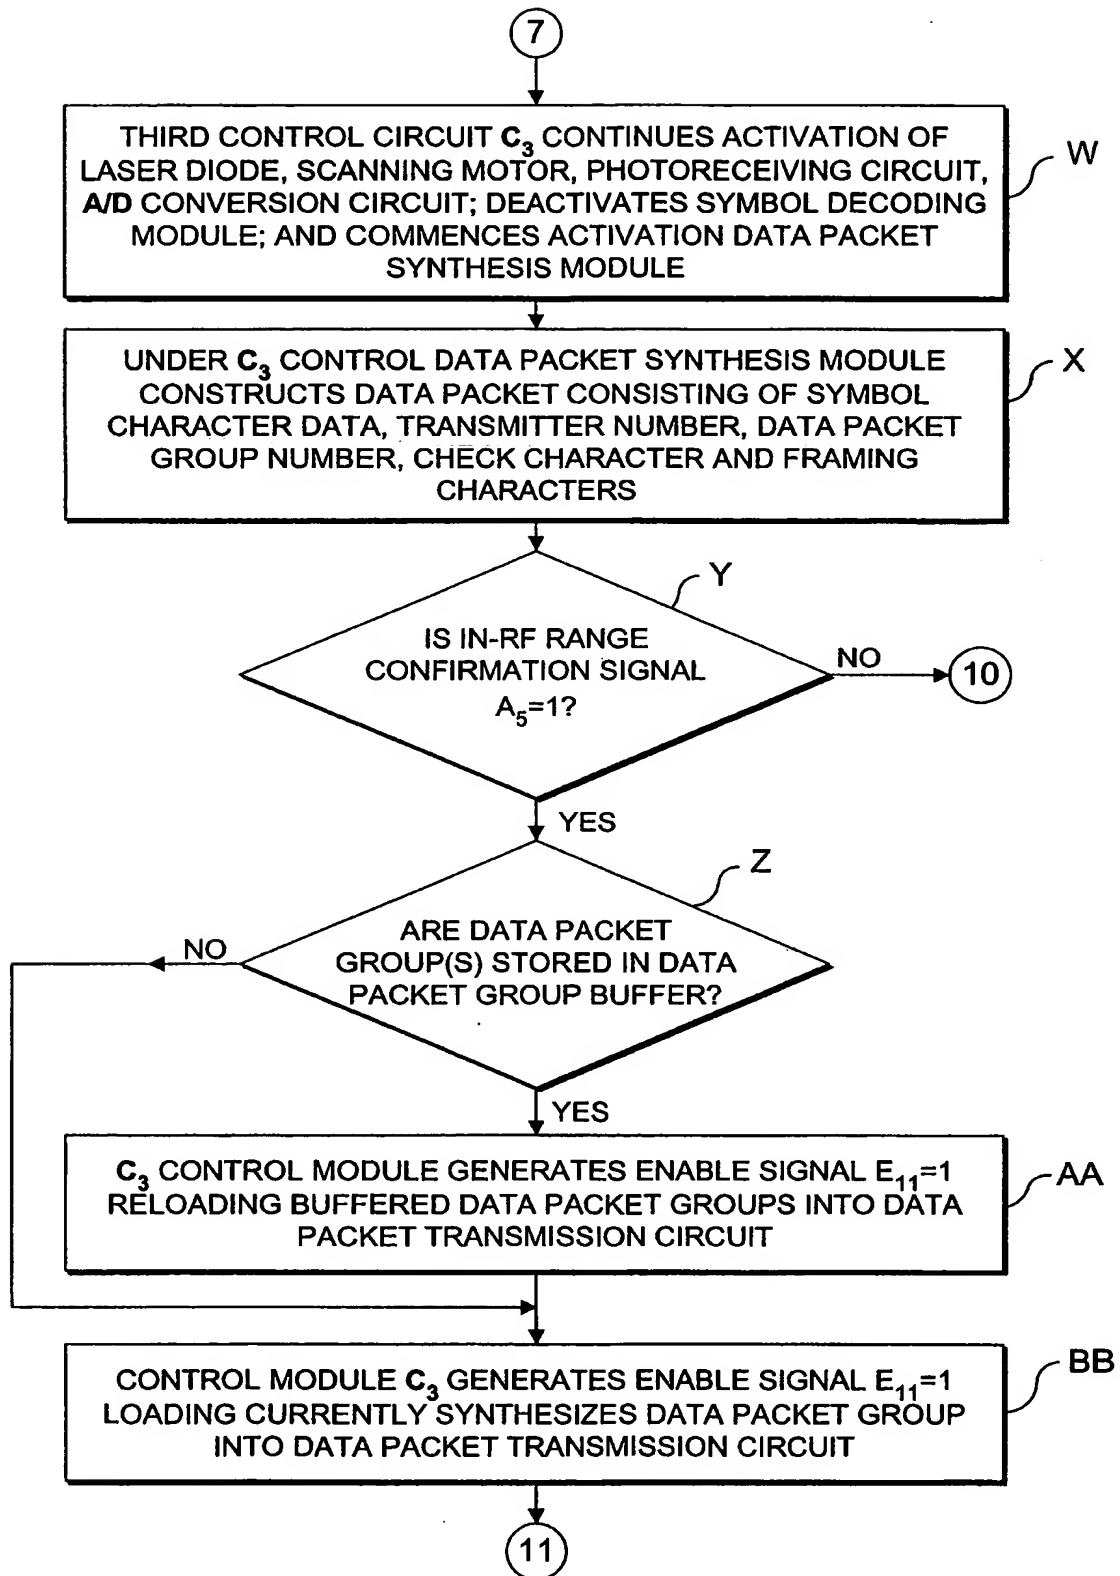 7
THIRD CONTROL CIRCUIT C₃ CONTINUES ACTIVATION OF
LASER DIODE, SCANNING MOTOR, PHOTORECEIVING CIRCUIT,
A/D CONVERSION CIRCUIT; DEACTIVATES SYMBOL DECODING
MODULE; AND COMMENCES ACTIVATION DATA PACKET
SYNTHESIS MODULE
W
UNDER C₃ CONTROL DATA PACKET SYNTHESIS MODULE
CONSTRUCTS DATA PACKET CONSISTING OF SYMBOL
CHARACTER DATA, TRANSMITTER NUMBER, DATA PACKET
GROUP NUMBER, CHECK CHARACTER AND FRAMING
CHARACTERS
X
Y
IS IN-RF RANGE
CONFIRMATION SIGNAL
A₅=1?
NO
10
YES
Z
ARE DATA PACKET
GROUP(S) STORED IN DATA
PACKET GROUP BUFFER?
NO
YES
C₃ CONTROL MODULE GENERATES ENABLE SIGNAL E₁₁=1
RELOADING BUFFERED DATA PACKET GROUPS INTO DATA
PACKET TRANSMISSION CIRCUIT
AA
CONTROL MODULE C₃ GENERATES ENABLE SIGNAL E₁₁=1
LOADING CURRENTLY SYNTHESIZES DATA PACKET GROUP
INTO DATA PACKET TRANSMISSION CIRCUIT
BB
11